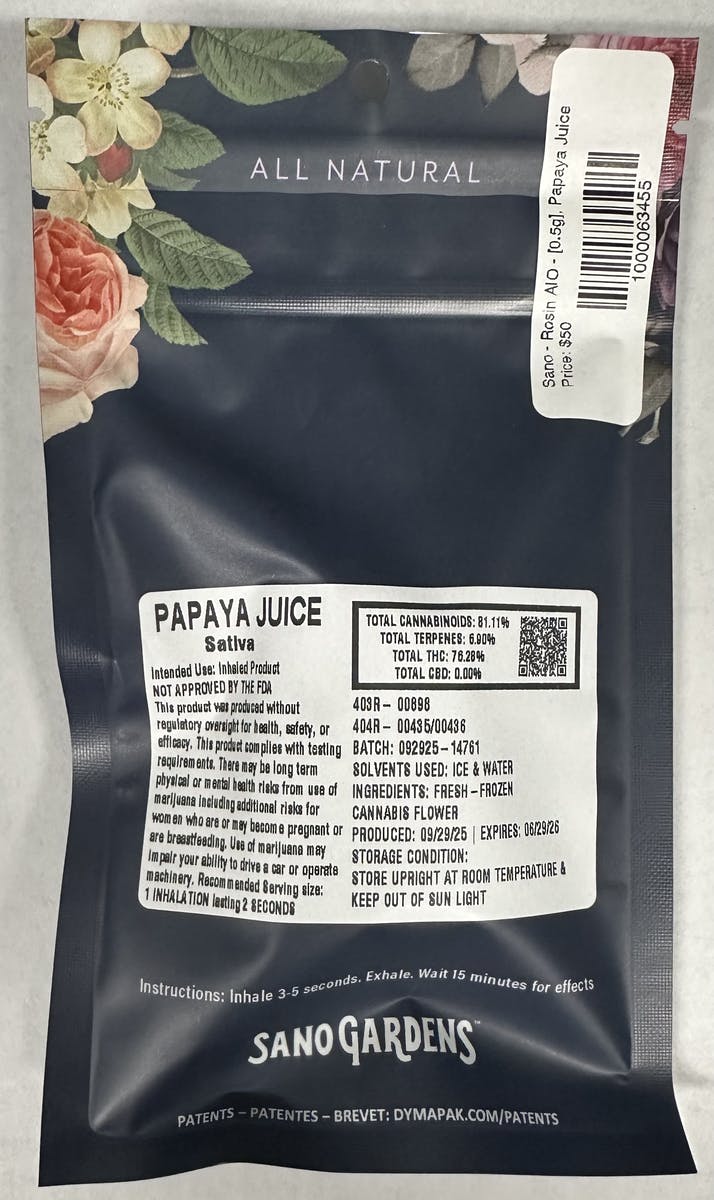 ALL NATURAL
Sano - Rosin AIO - [0.5g], Papaya Juice
Price: $50
1000063455
PAPAYA JUICE
Sativa
Intended Use: Inhaled Product
NOT APPROVED BY THE FDA
This product was produced without
regulatory oversight for health, safety, or
efficacy. This product complies with testing
requirements. There may be long term
physical or mental health risks from use of
marijuana including additional risks for
women who are or may become pregnant or
are breastfeeding. Use of marijuana may
impair your ability to drive a car or operate
machinery. Recommended Serving size:
1 INHALATION lasting 2 SECONDS
TOTAL CANNABINOIDS: 81.11%
TOTAL TERPENES: 6.90%
TOTAL THC: 76.28%
TOTAL CBD: 0.00%
403R- 00898
404R- 00435/00436
BATCH: 092925-14761
SOLVENTS USED: ICE & WATER
INGREDIENTS: FRESH-FROZEN
CANNABIS FLOWER
PRODUCED: 09/29/25 | EXPIRES: 06/29/26
STORAGE CONDITION:
STORE UPRIGHT AT ROOM TEMPERATURE &
KEEP OUT OF SUN LIGHT
Instructions: Inhale 3-5 seconds. Exhale. Wait 15 minutes for effects
SANO GARDENS™
PATENTS – PATENTES – BREVET: DYMAPAK.COM/PATENTS